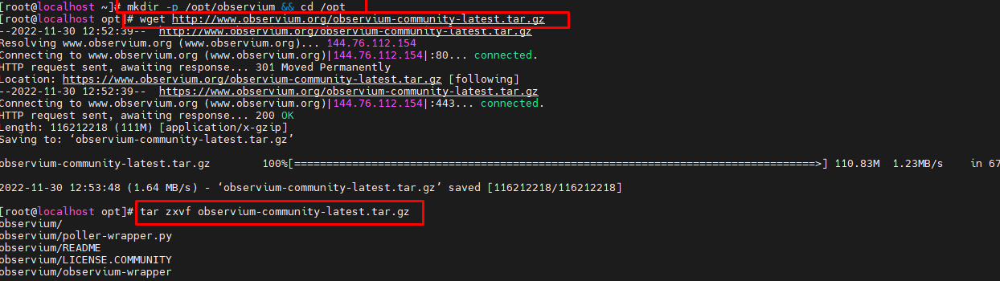 [root@localhost ~]# mkdir -p /opt/observium && cd /opt
[root@localhost opt]# wget http://www.observium.org/observium-community-latest.tar.gz
--2022-11-30 12:52:39--  http://www.observium.org/observium-community-latest.tar.gz
Resolving www.observium.org (www.observium.org)... 144.76.112.154
Connecting to www.observium.org (www.observium.org)|144.76.112.154|:80... connected.
HTTP request sent, awaiting response... 301 Moved Permanently
Location: https://www.observium.org/observium-community-latest.tar.gz [following]
--2022-11-30 12:52:39--  https://www.observium.org/observium-community-latest.tar.gz
Connecting to www.observium.org (www.observium.org)|144.76.112.154|:443... connected.
HTTP request sent, awaiting response... 200 OK
Length: 116212218 (111M) [application/x-gzip]
Saving to: ‘observium-community-latest.tar.gz’
observium-community-latest.tar.gz 100%[=================================================================================>] 110.83M 1.23MB/s in 67
2022-11-30 12:53:48 (1.64 MB/s) - ‘observium-community-latest.tar.gz’ saved [116212218/116212218]
[root@localhost opt]# tar zxvf observium-community-latest.tar.gz
observium/
observium/poller-wrapper.py
observium/README
observium/LICENSE.COMMUNITY
observium/observium-wrapper